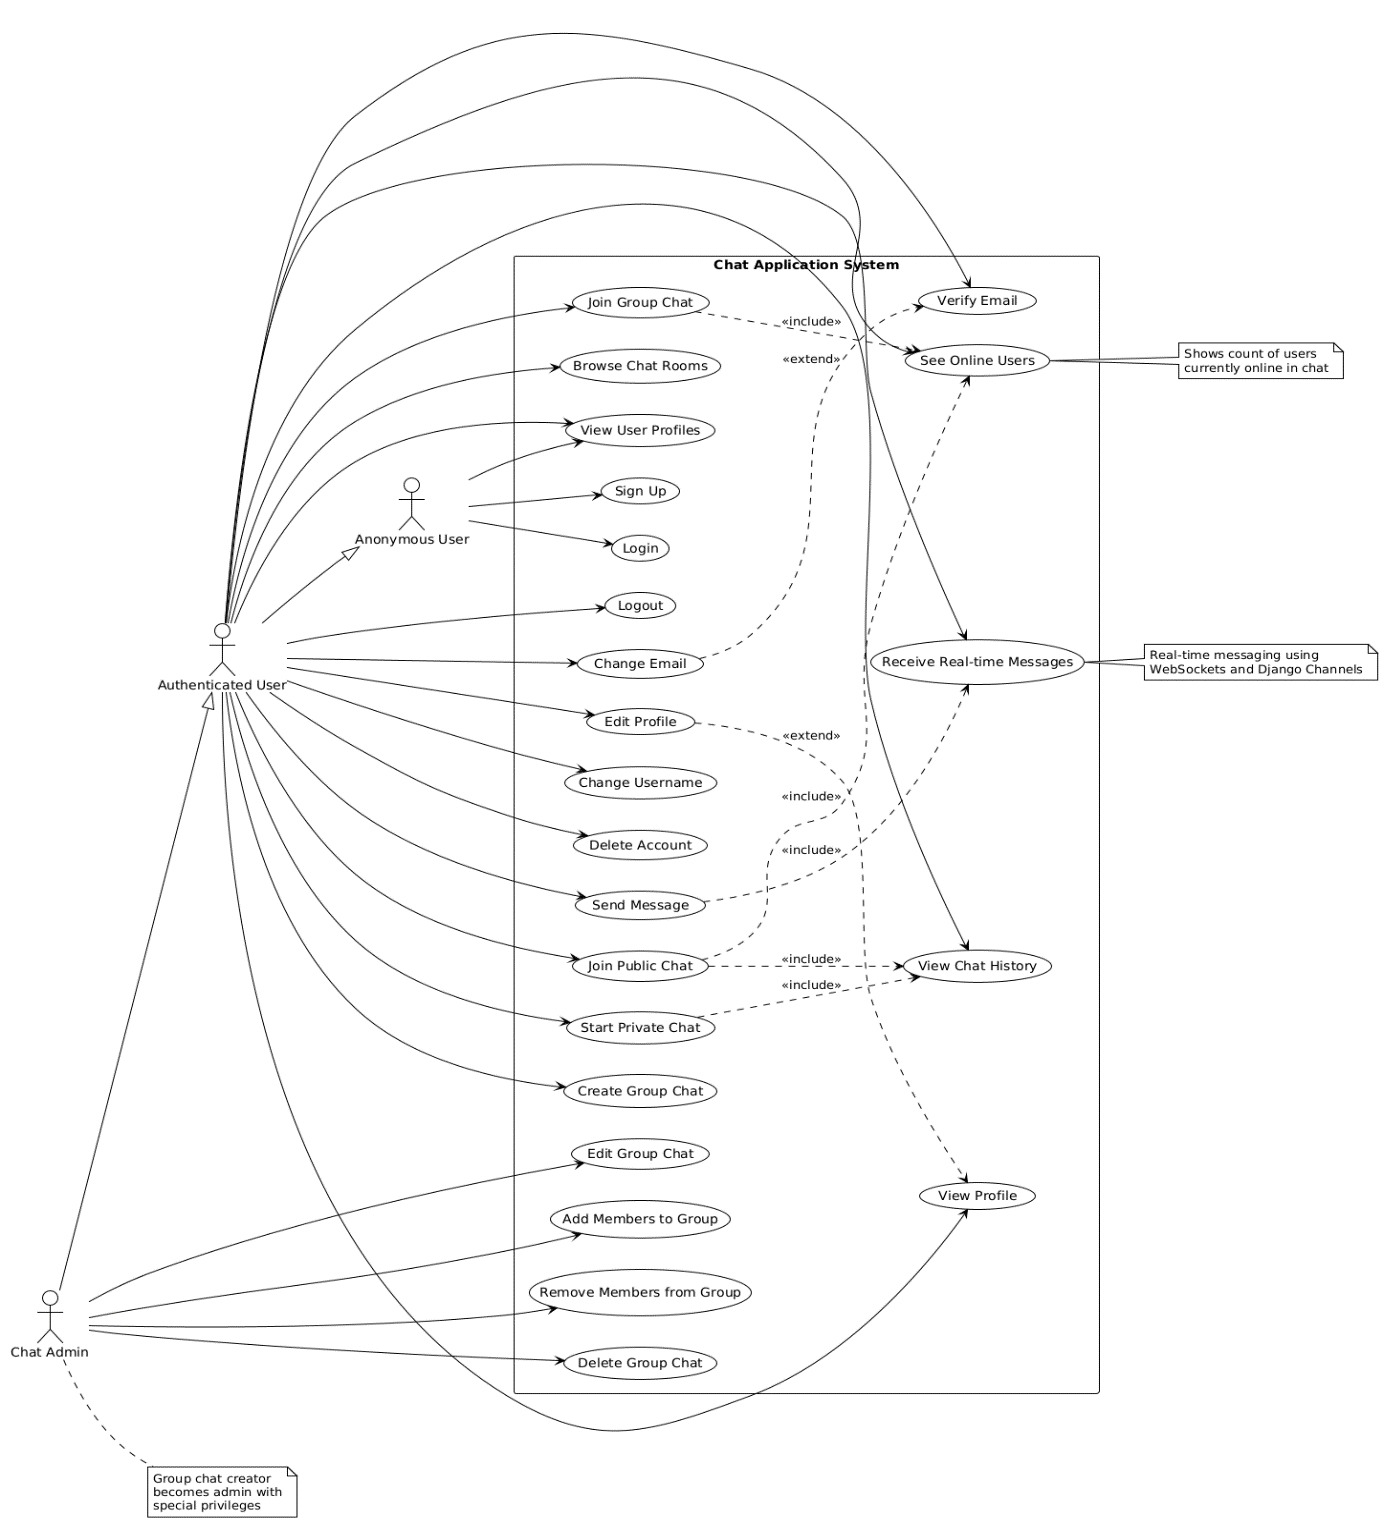 Chat Application System
Join Group Chat
«include»
Verify Email
«extend»
See Online Users
Shows count of users
currently online in chat
Browse Chat Rooms
View User Profiles
Sign Up
Anonymous User
Login
Logout
Authenticated User
Change Email
Receive Real-time Messages
Real-time messaging using
WebSockets and Django Channels
Edit Profile
«extend»
Change Username
«include»
Delete Account
«include»
Send Message
Join Public Chat
«include»
View Chat History
«include»
Start Private Chat
Create Group Chat
Edit Group Chat
View Profile
Add Members to Group
Remove Members from Group
Chat Admin
Delete Group Chat
Group chat creator
becomes admin with
special privileges